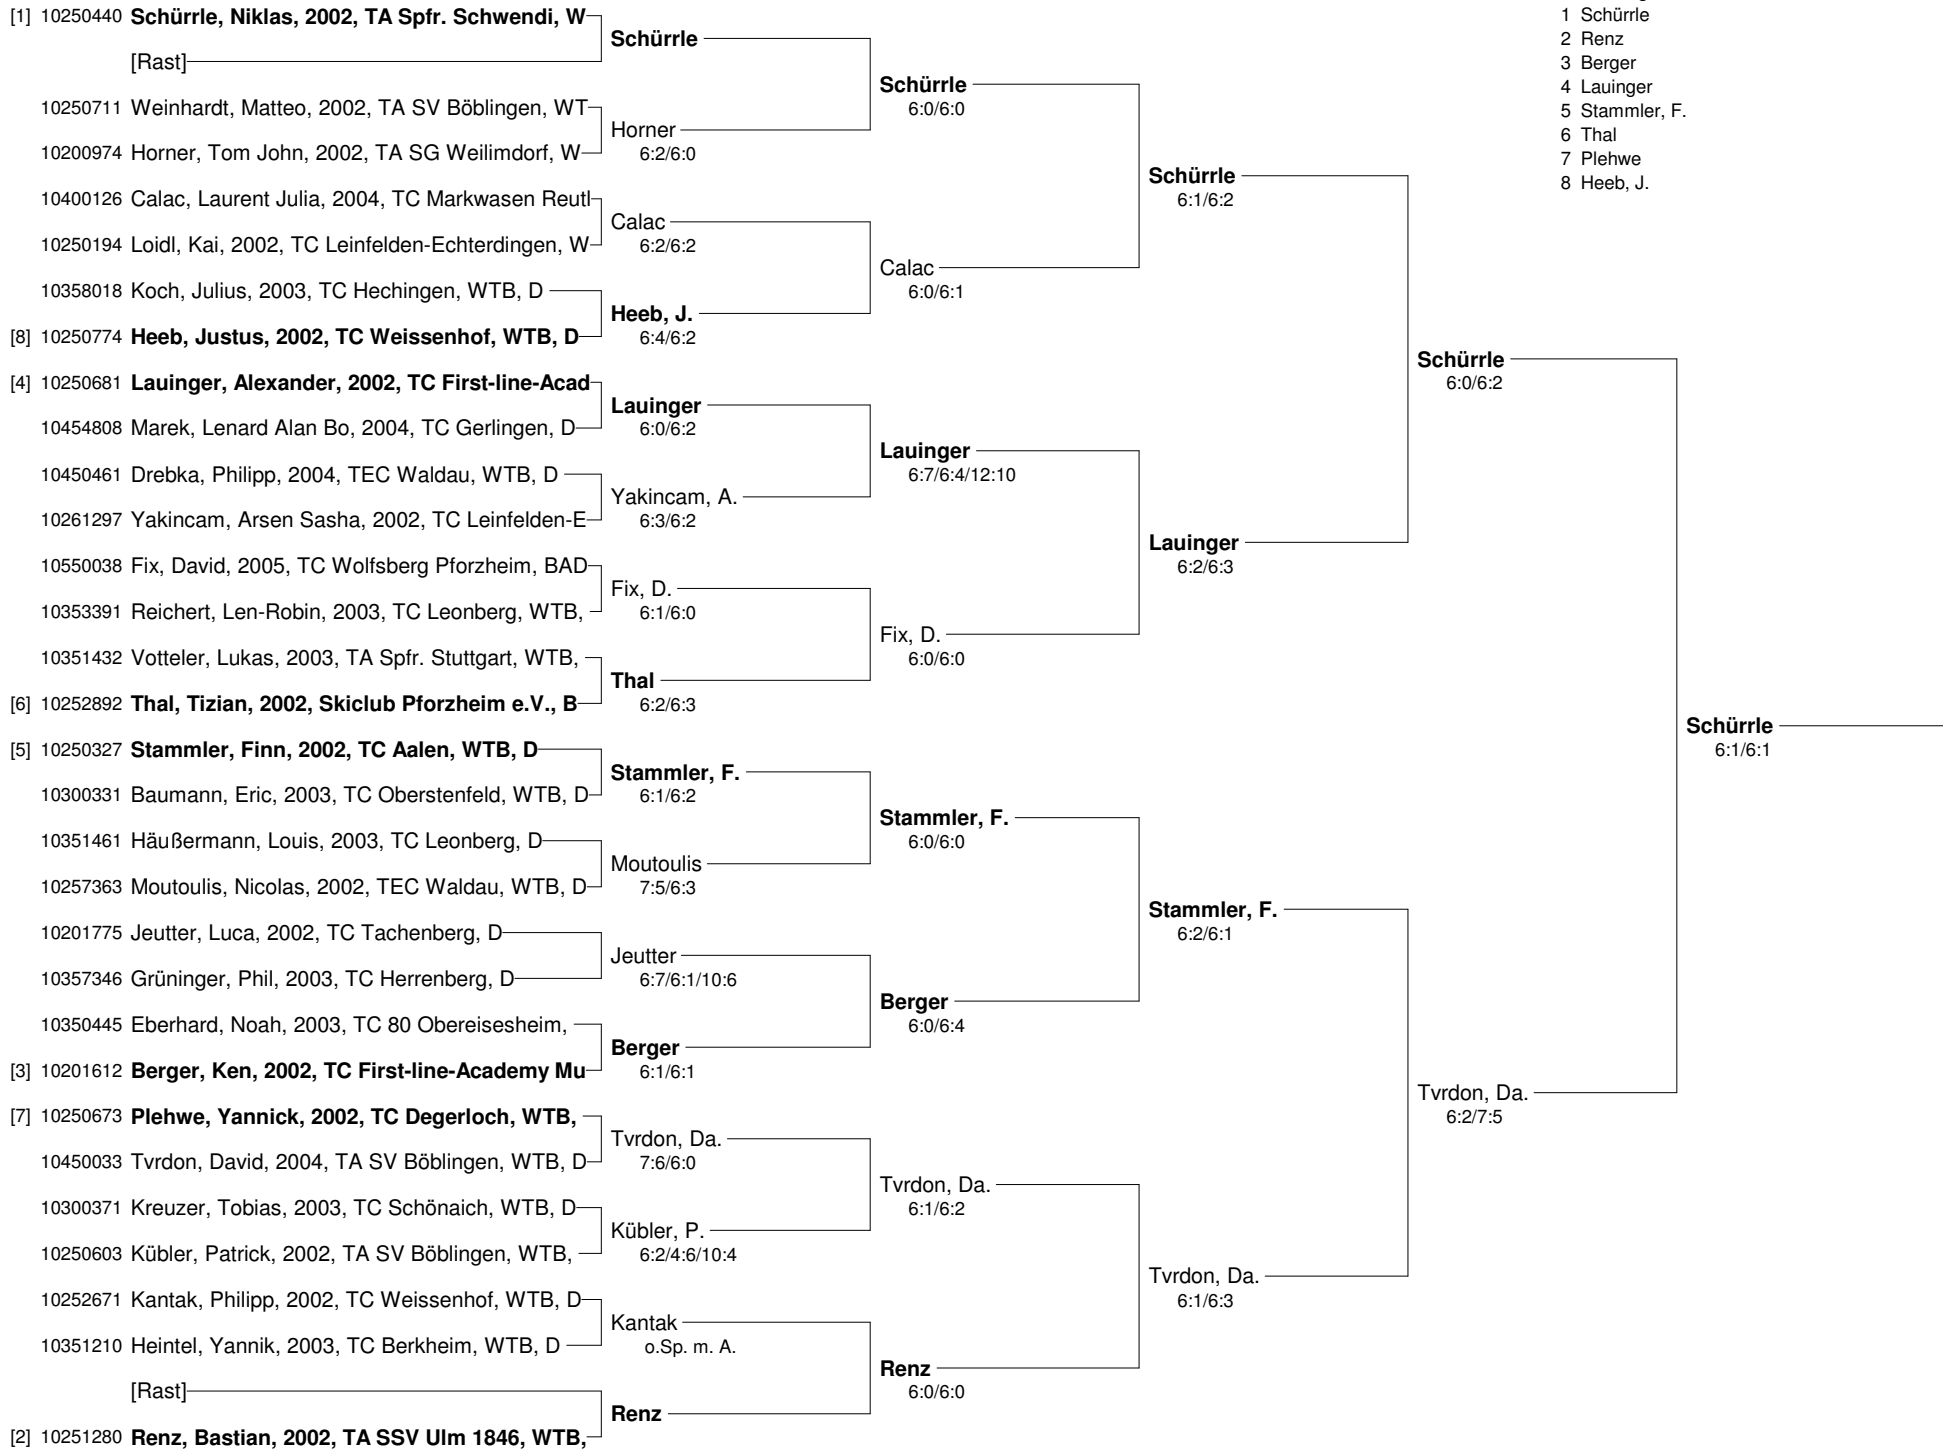 [1] 10250440 Schürrle, Niklas, 2002, TA Spfr. Schwendi, W
[Rast]
10250711 Weinhardt, Matteo, 2002, TA SV Böblingen, WT
10200974 Horner, Tom John, 2002, TA SG Weilimdorf, W
10400126 Calac, Laurent Julia, 2004, TC Markwasen Reutl
10250194 Loidl, Kai, 2002, TC Leinfelden-Echterdingen, W
10358018 Koch, Julius, 2003, TC Hechingen, WTB, D
[8] 10250774 Heeb, Justus, 2002, TC Weissenhof, WTB, D
[4] 10250681 Lauinger, Alexander, 2002, TC First-line-Acad
10454808 Marek, Lenard Alan Bo, 2004, TC Gerlingen, D
10450461 Drebka, Philipp, 2004, TEC Waldau, WTB, D
10261297 Yakincam, Arsen Sasha, 2002, TC Leinfelden-E
10550038 Fix, David, 2005, TC Wolfsberg Pforzheim, BAD
10353391 Reichert, Len-Robin, 2003, TC Leonberg, WTB,
10351432 Votteler, Lukas, 2003, TA Spfr. Stuttgart, WTB,
[6] 10252892 Thal, Tizian, 2002, Skiclub Pforzheim e.V., B
[5] 10250327 Stammler, Finn, 2002, TC Aalen, WTB, D
10300331 Baumann, Eric, 2003, TC Oberstenfeld, WTB, D
10351461 Häußermann, Louis, 2003, TC Leonberg, D
10257363 Moutoulis, Nicolas, 2002, TEC Waldau, WTB, D
10201775 Jeutter, Luca, 2002, TC Tachenberg, D
10357346 Grüninger, Phil, 2003, TC Herrenberg, D
10350445 Eberhard, Noah, 2003, TC 80 Obereisesheim,
[3] 10201612 Berger, Ken, 2002, TC First-line-Academy Mu
[7] 10250673 Plehwe, Yannick, 2002, TC Degerloch, WTB,
10450033 Tvrdon, David, 2004, TA SV Böblingen, WTB, D
10300371 Kreuzer, Tobias, 2003, TC Schönaich, WTB, D
10250603 Kübler, Patrick, 2002, TA SV Böblingen, WTB,
10252671 Kantak, Philipp, 2002, TC Weissenhof, WTB, D
10351210 Heintel, Yannik, 2003, TC Berkheim, WTB, D
[Rast]
[2] 10251280 Renz, Bastian, 2002, TA SSV Ulm 1846, WTB,
Schürrle
Horner
6:2/6:0
Calac
6:2/6:2
Heeb, J.
6:4/6:2
Lauinger
6:0/6:2
Yakincam, A.
6:3/6:2
Fix, D.
6:1/6:0
Thal
6:2/6:3
Stammler, F.
6:1/6:2
Moutoulis
7:5/6:3
Jeutter
6:7/6:1/10:6
Berger
6:1/6:1
Tvrdon, Da.
7:6/6:0
Kübler, P.
6:2/4:6/10:4
Kantak
o.Sp. m. A.
Renz
Schürrle
6:0/6:0
Calac
6:0/6:1
Lauinger
6:7/6:4/12:10
Fix, D.
6:0/6:0
Stammler, F.
6:0/6:0
Berger
6:0/6:4
Tvrdon, Da.
6:1/6:2
Renz
6:0/6:0
Schürrle
6:1/6:2
Lauinger
6:2/6:3
Stammler, F.
6:2/6:1
Tvrdon, Da.
6:1/6:3
Schürrle
6:0/6:2
Tvrdon, Da.
6:2/7:5
Schürrle
6:1/6:1
1 Schürrle
2 Renz
3 Berger
4 Lauinger
5 Stammler, F.
6 Thal
7 Plehwe
8 Heeb, J.